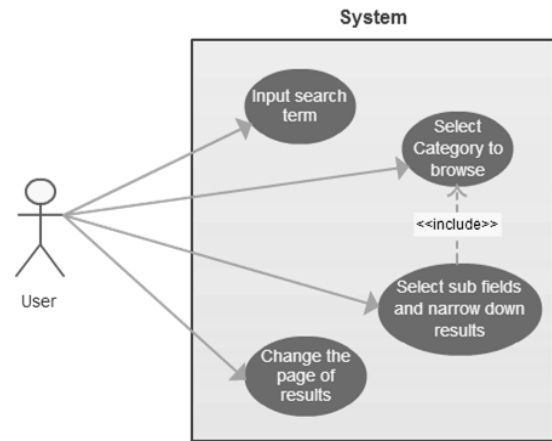 System
Input search
term
Select
Category to
browse
<<include>>
User
Select sub fields
and narrow down
results
Change the
page of
results